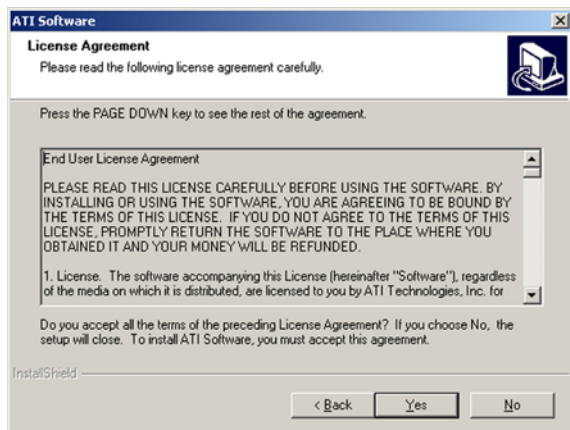 ATI Software
License Agreement
Please read the following license agreement carefully.
Press the PAGE DOWN key to see the rest of the agreement.
End User License Agreement
PLEASE READ THIS LICENSE CAREFULLY BEFORE USING THE SOFTWARE. BY
INSTALLING OR USING THE SOFTWARE, YOU ARE AGREEING TO BE BOUND BY
THE TERMS OF THIS LICENSE. IF YOU DO NOT AGREE TO THE TERMS OF THIS
LICENSE, PROMPTLY RETURN THE SOFTWARE TO THE PLACE WHERE YOU
OBTAINED IT AND YOUR MONEY WILL BE REFUNDED.
1. License. The software accompanying this License (hereinafter "Software"), regardless
of the media on which it is distributed, are licensed to you by ATI Technologies, Inc. for
Do you accept all the terms of the preceding License Agreement? If you choose No, the
setup will close. To install ATI Software, you must accept this agreement.
InstallShield
< Back Yes No